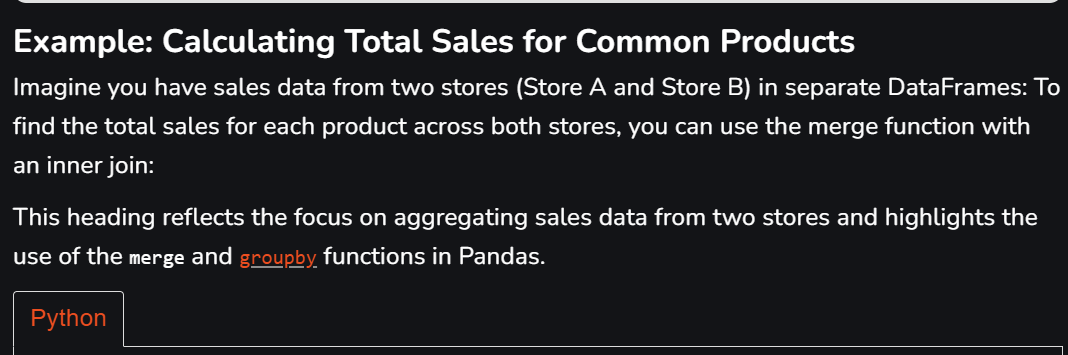 Example: Calculating Total Sales for Common Products
Imagine you have sales data from two stores (Store A and Store B) in separate DataFrames: To
find the total sales for each product across both stores, you can use the merge function with
an inner join:
This heading reflects the focus on aggregating sales data from two stores and highlights the
use of the merge and groupby functions in Pandas.
Python